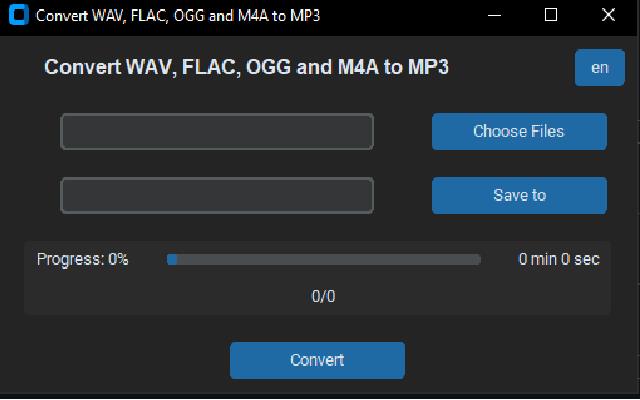 Convert WAV, FLAC, OGG and M4A to MP3
Convert WAV, FLAC, OGG and M4A to MP3
en
Choose Files
Save to
Progress: 0%
0 min 0 sec
0/0
Convert